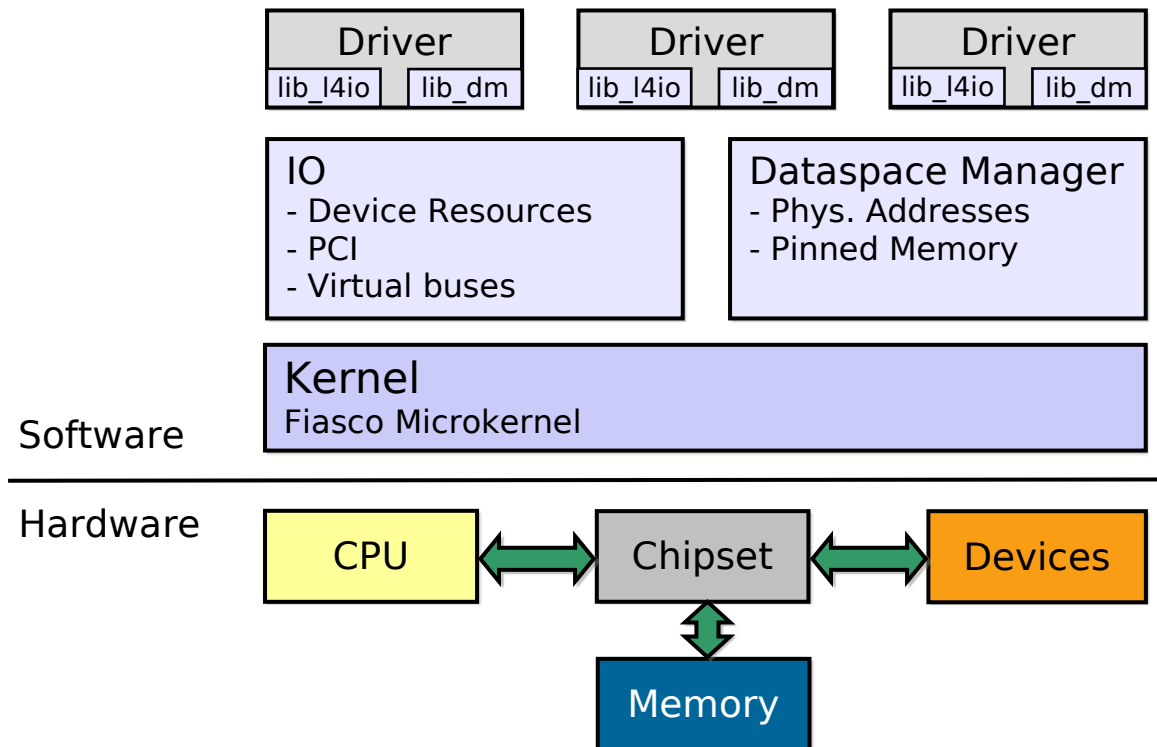 Driver
lib_l4io
lib_dm
Driver
lib_l4io
lib_dm
Driver
lib_l4io
lib_dm
IO
- Device Resources
- PCI
- Virtual buses
Dataspace Manager
- Phys. Addresses
- Pinned Memory
Kernel
Fiasco Microkernel
Software
Hardware
CPU
Chipset
Devices
Memory